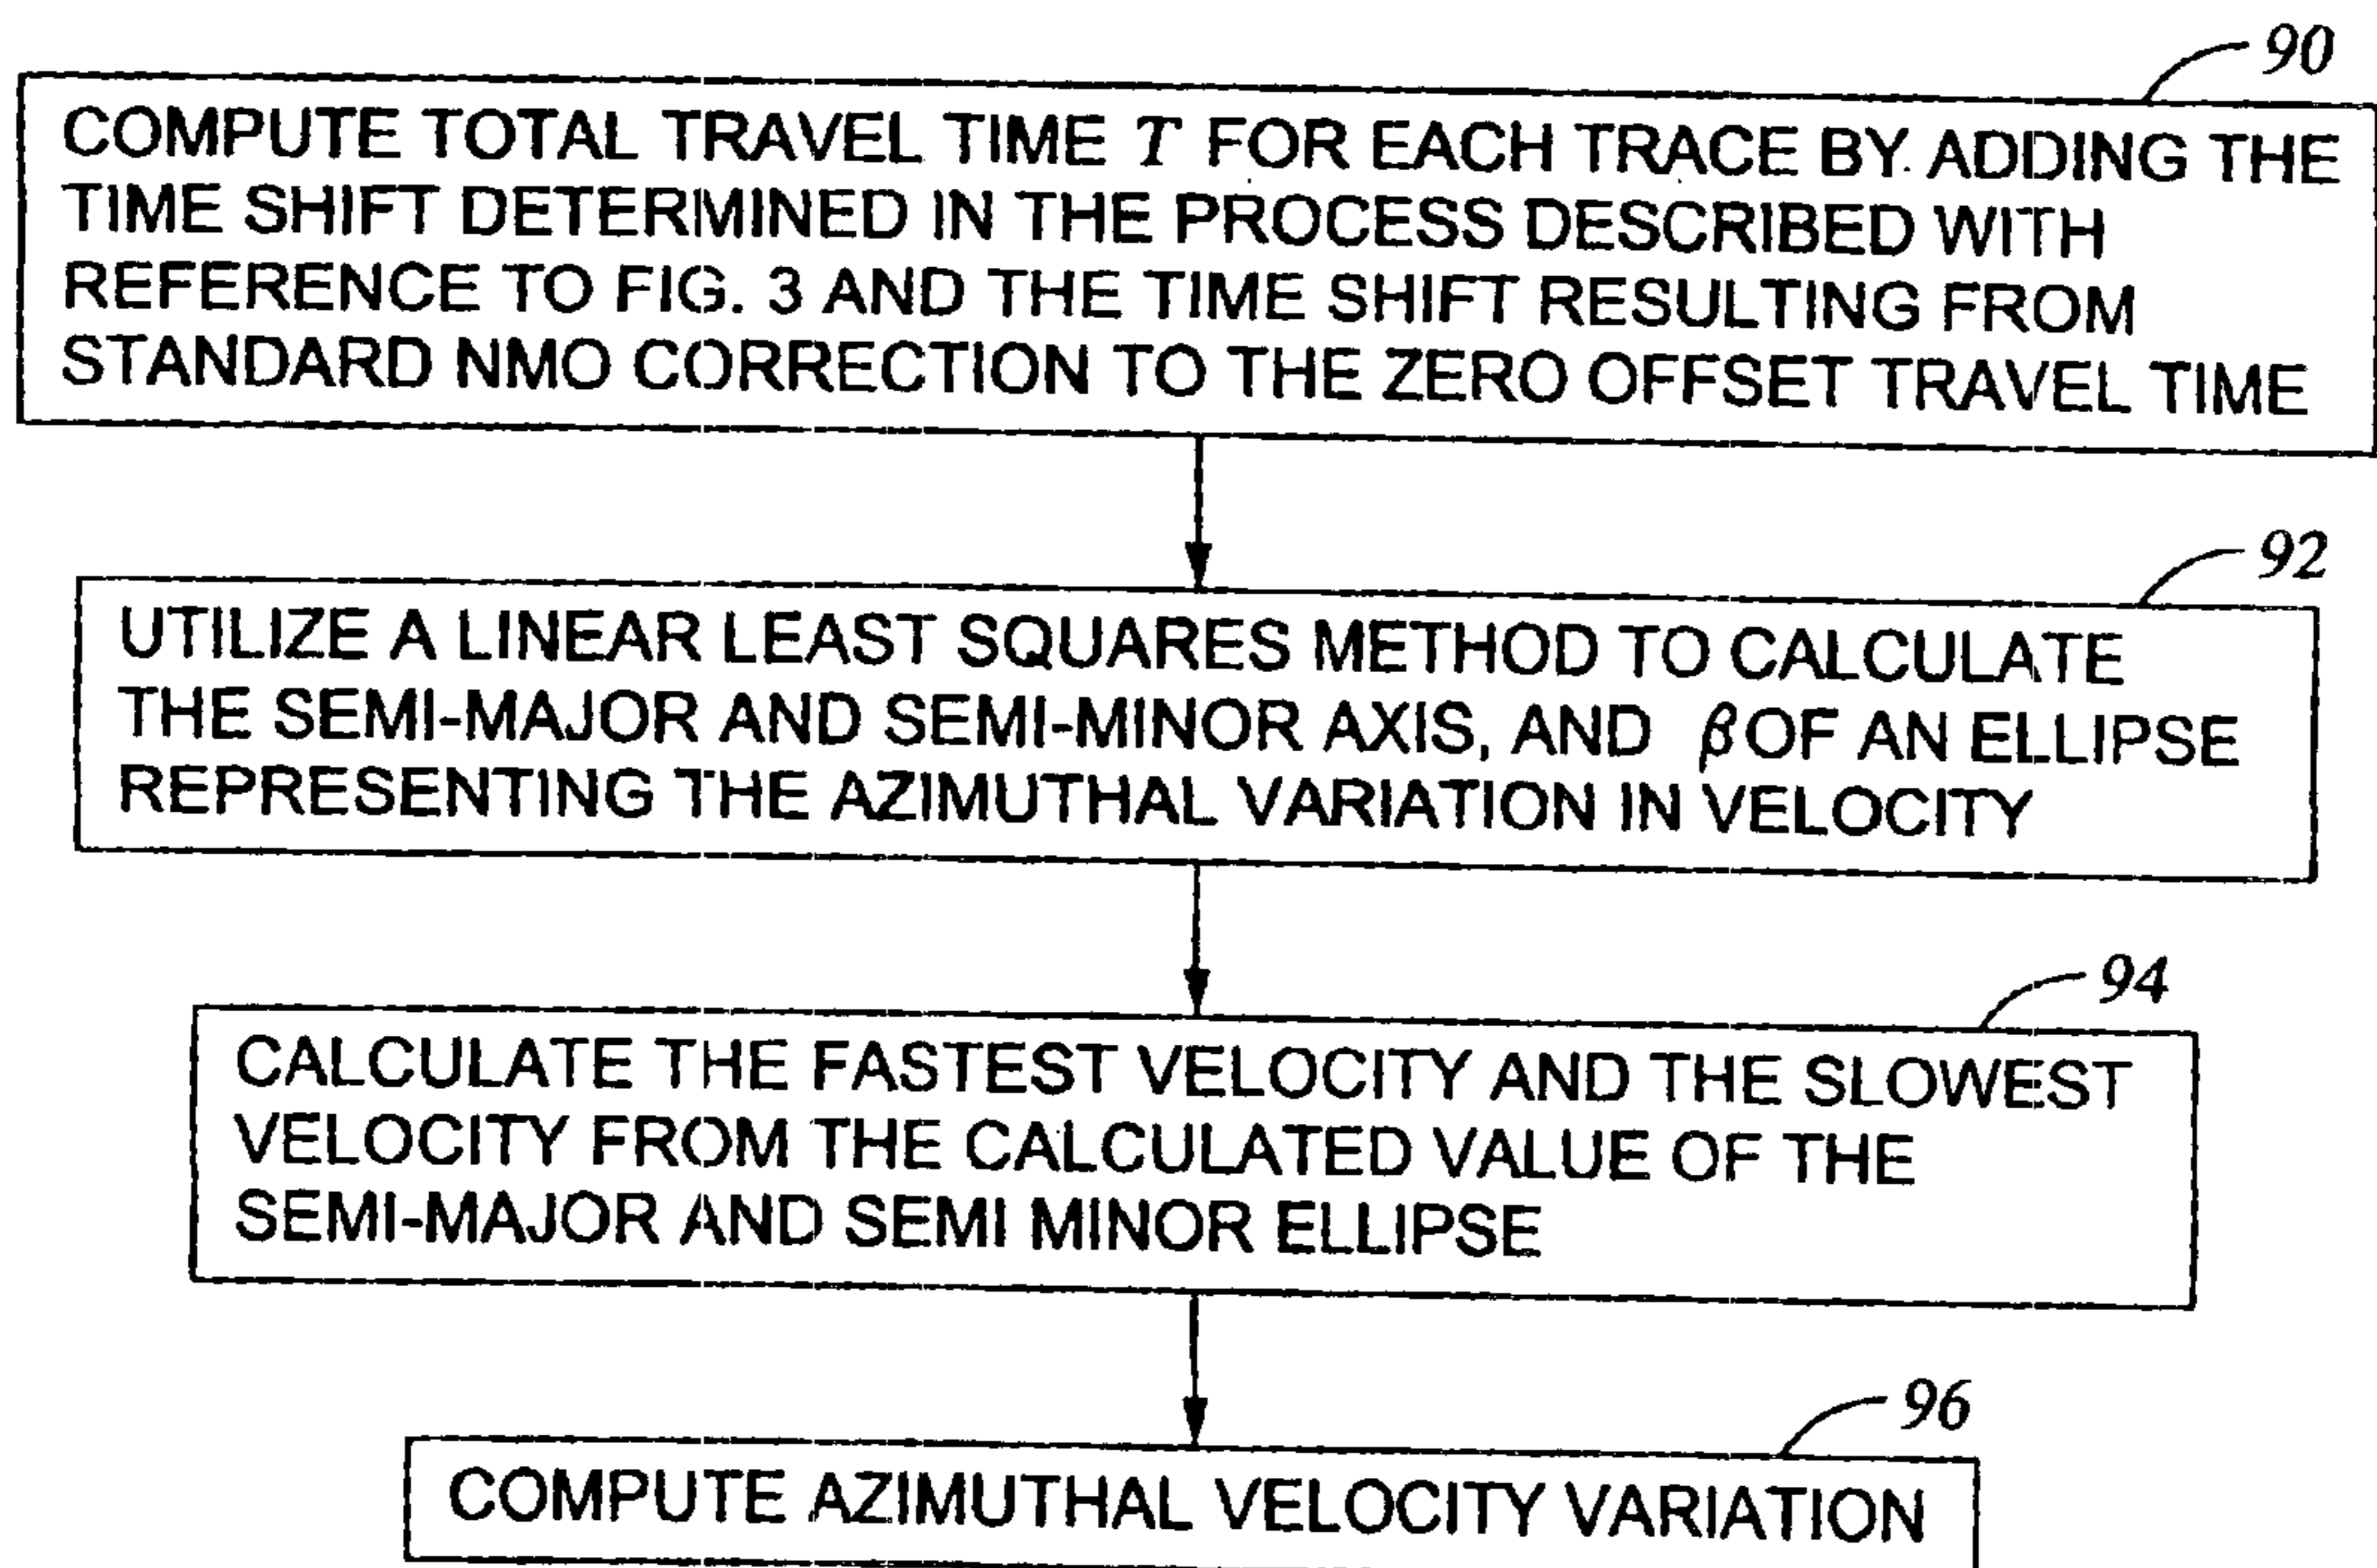 90
COMPUTE TOTAL TRAVEL TIME T FOR EACH TRACE BY ADDING THE
TIME SHIFT DETERMINED IN THE PROCESS DESCRIBED WITH
REFERENCE TO FIG. 3 AND THE TIME SHIFT RESULTING FROM
STANDARD NMO CORRECTION TO THE ZERO OFFSET TRAVEL TIME
92
UTILIZE A LINEAR LEAST SQUARES METHOD TO CALCULATE
THE SEMI-MAJOR AND SEMI-MINOR AXIS, AND β OF AN ELLIPSE
REPRESENTING THE AZIMUTHAL VARIATION IN VELOCITY
94
CALCULATE THE FASTEST VELOCITY AND THE SLOWEST
VELOCITY FROM THE CALCULATED VALUE OF THE
SEMI-MAJOR AND SEMI MINOR ELLIPSE
96
COMPUTE AZIMUTHAL VELOCITY VARIATION